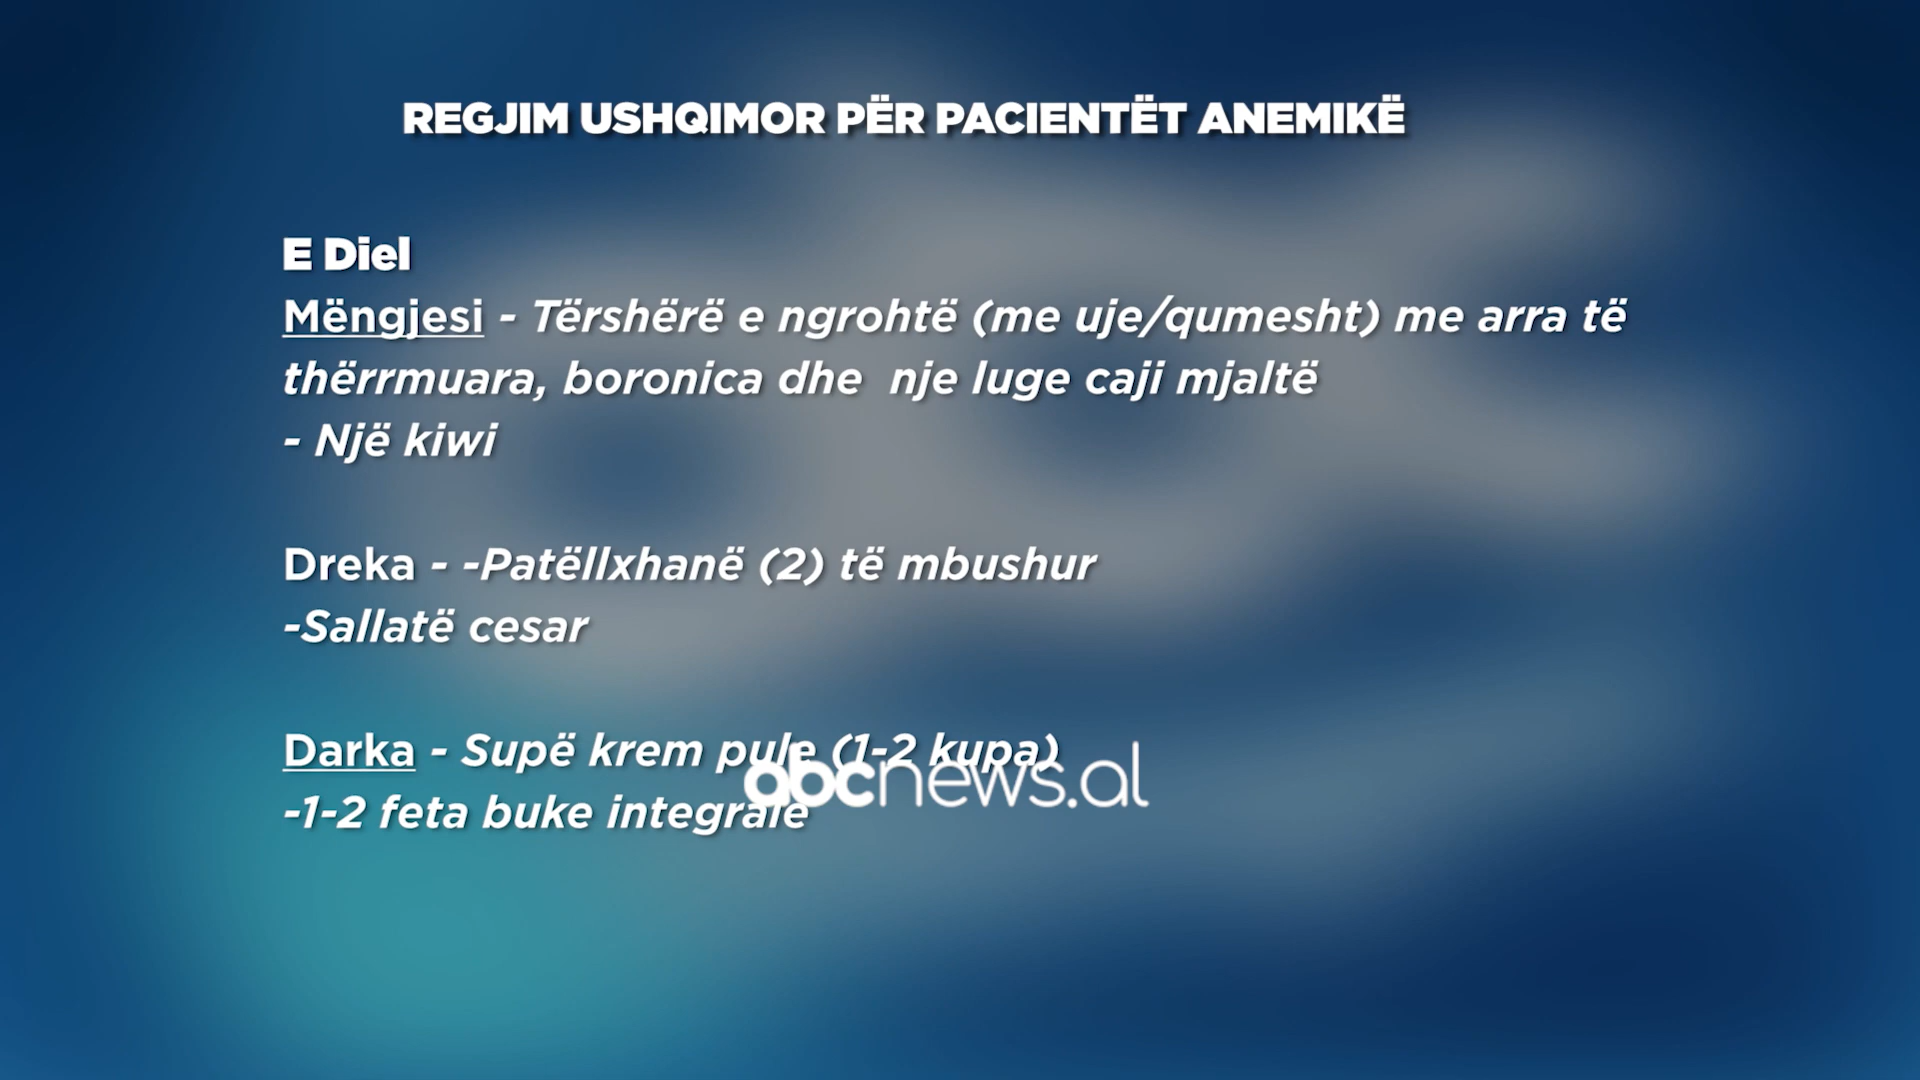 REGJIM USHQIMOR PËR PACIENTËT ANEMIKË
E Diel
Mëngjesi - Tërshërë e ngrohtë (me uje/qumesht) me arra të
thërrmuara, boronica dhe  nje luge caji mjaltë
- Një kiwi
Dreka - -Patëllxhanë (2) të mbushur
-Sallatë cesar
Darka - Supë krem pule (1-2 kupa)
abcnews.al
-1-2 feta buke integrale